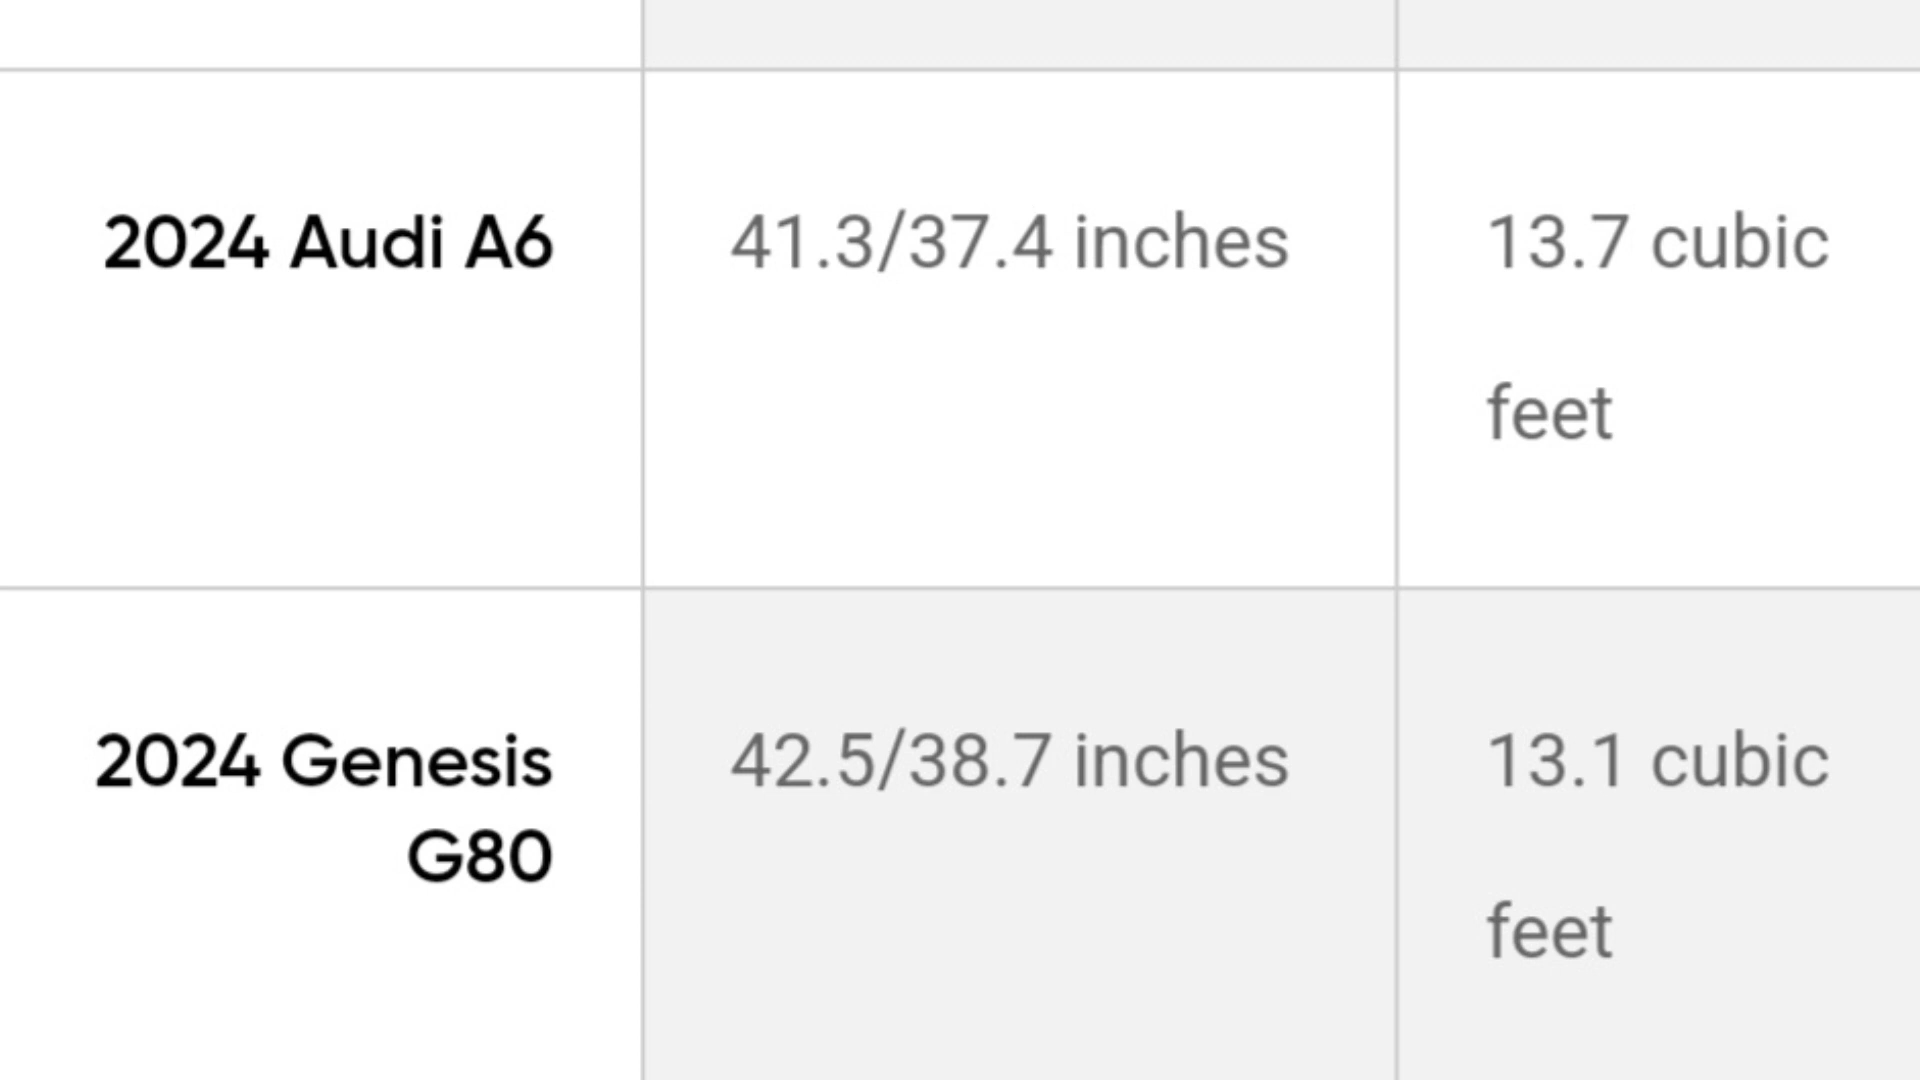 2024 Audi A6
41.3/37.4 inches
13.7 cubic
feet
2024 Genesis
G80
42.5/38.7 inches
13.1 cubic
feet